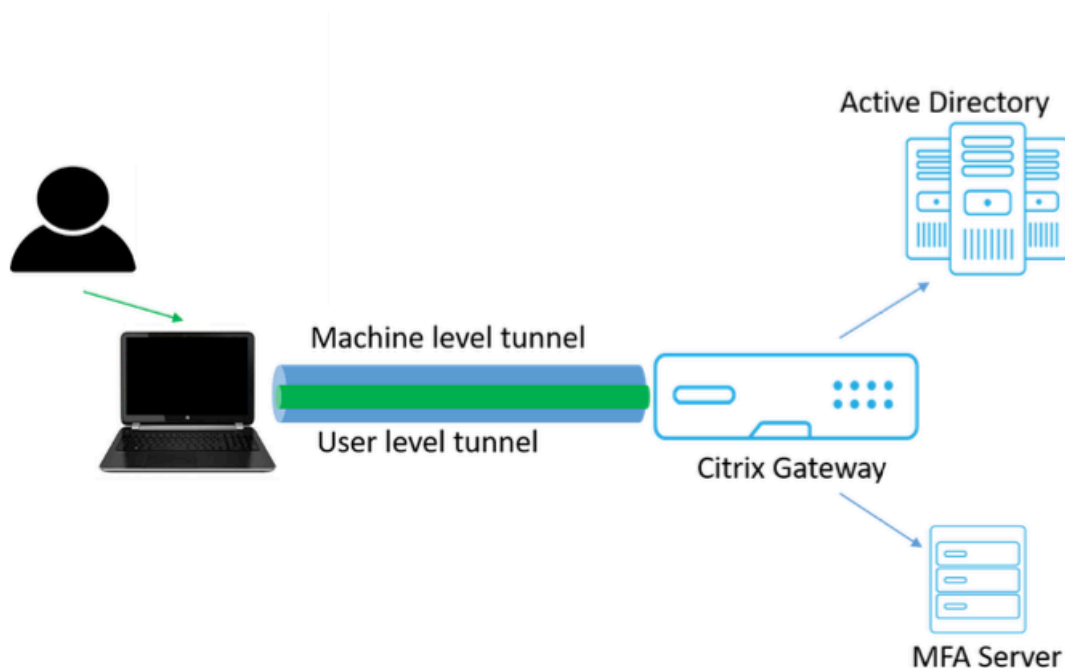 Active Directory
Machine level tunnel
User level tunnel
Citrix Gateway
MFA Server